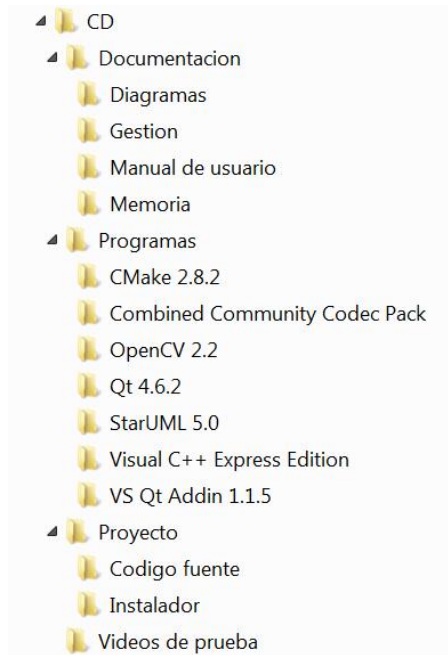 CD
Documentacion
Diagramas
Gestion
Manual de usuario
Memoria
Programas
CMake 2.8.2
Combined Community Codec Pack
OpenCV 2.2
Qt 4.6.2
StarUML 5.0
Visual C++ Express Edition
VS Qt Addin 1.1.5
Proyecto
Codigo fuente
Instalador
Videos de prueba